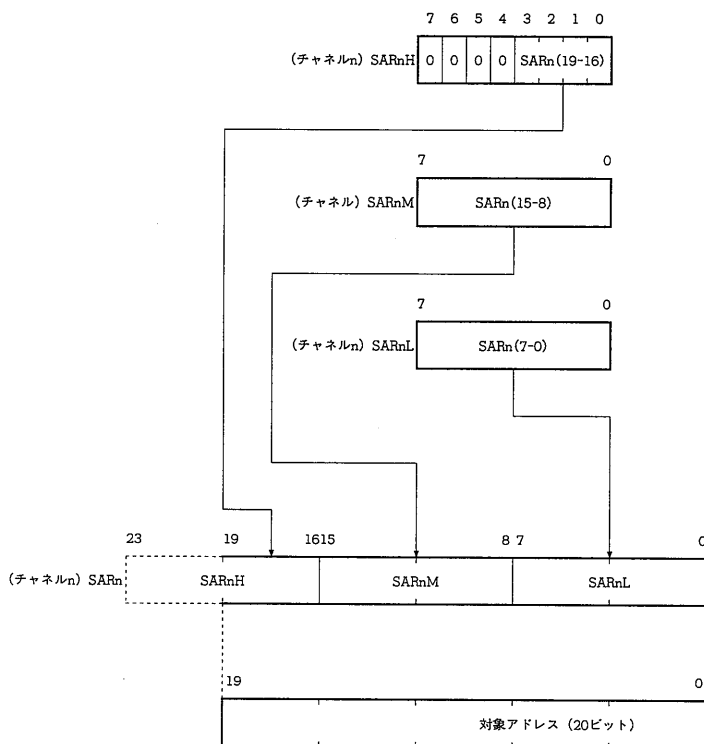 7 6 5 4 3 2 1 0
(チャネルn) SARnH 0 0 0 0 SARn(19-16)
7 0
(チャネル) SARnM SARn(15-8)
7 0
(チャネルn) SARnL SARn(7-0)
23 19 1615 8 7 0
(チャネルn) SARn SARnH SARnM SARnL
19 0
対象アドレス (20ビット)